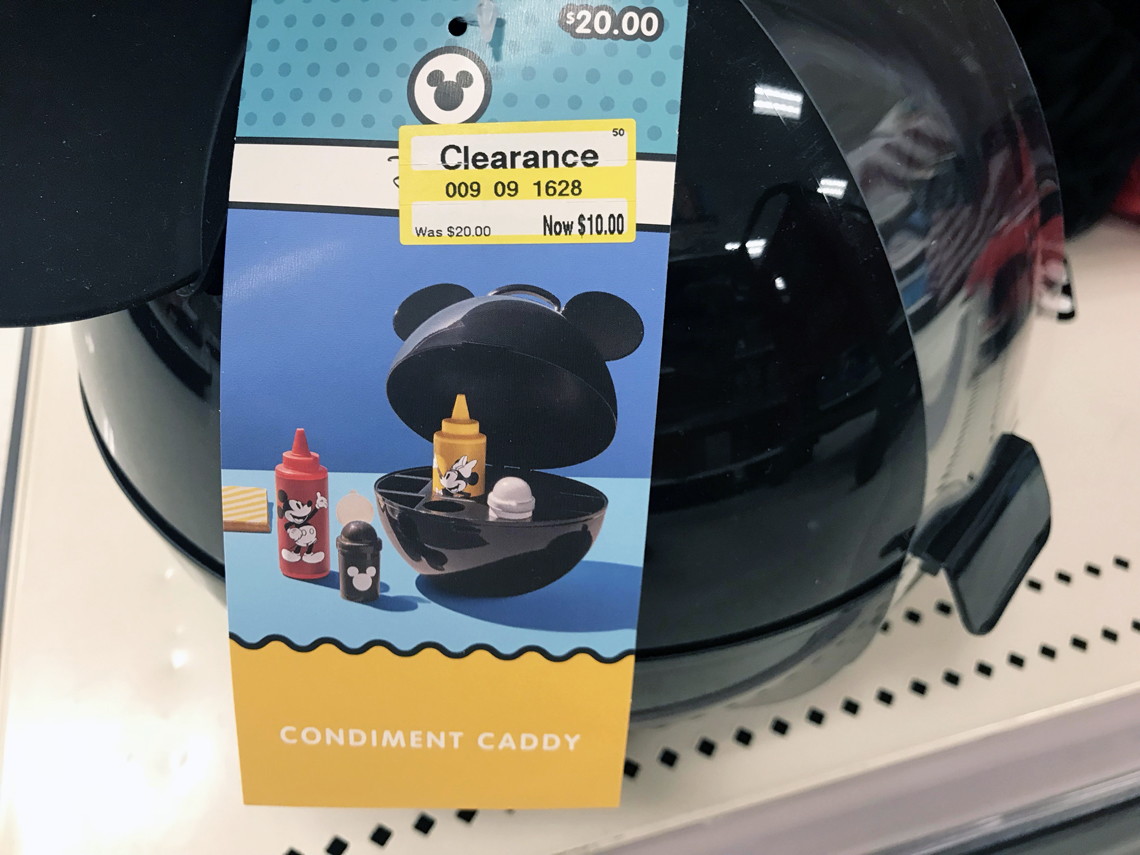 $20.00
50
Clearance
009 09 1628
Was $20.00 Now $10.00
CONDIMENT CADDY